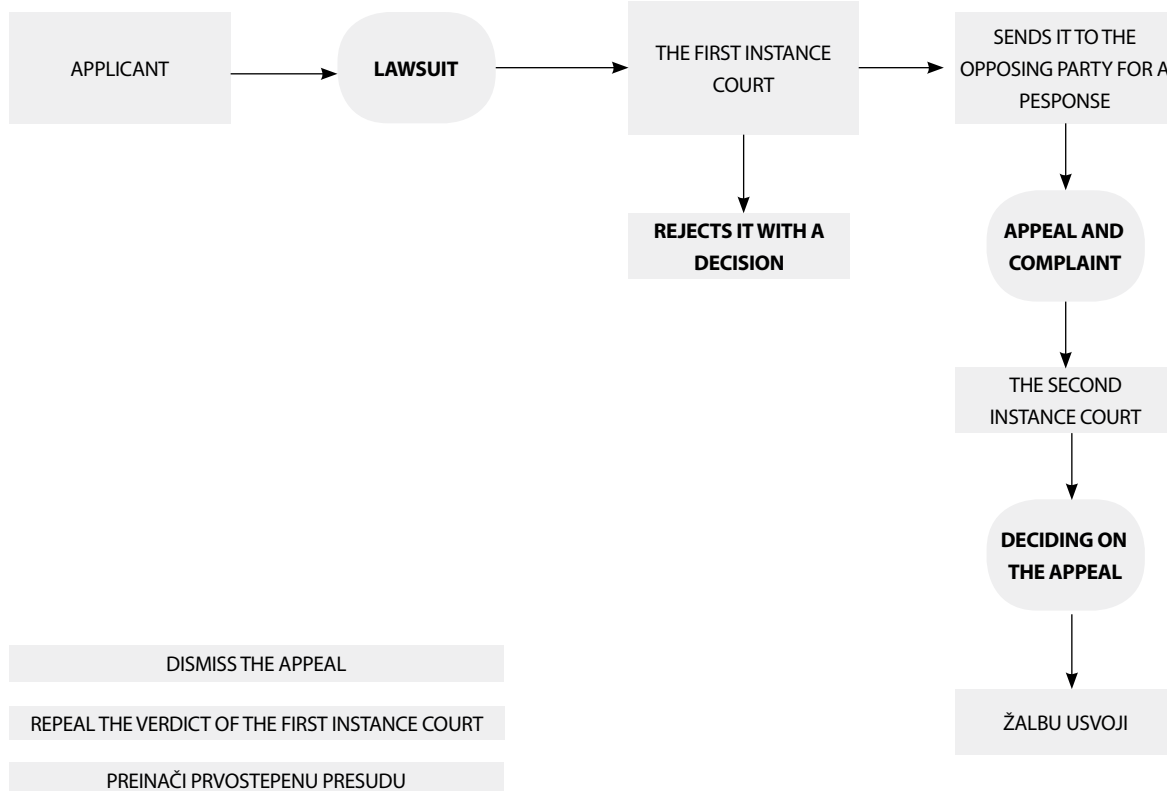 APPLICANT
LAWSUIT
THE FIRST INSTANCE
COURT
SENDS IT TO THE
OPPOSING PARTY FOR A
PESPONSE
REJECTS IT WITH A
DECISION
APPEAL AND
COMPLAINT
THE SECOND
INSTANCE COURT
DECIDING ON
THE APPEAL
DISMISS THE APPEAL
REPEAL THE VERDICT OF THE FIRST INSTANCE COURT
ŽALBU USVOJI
PREINAČI PRVOSTEPENU PRESUDU